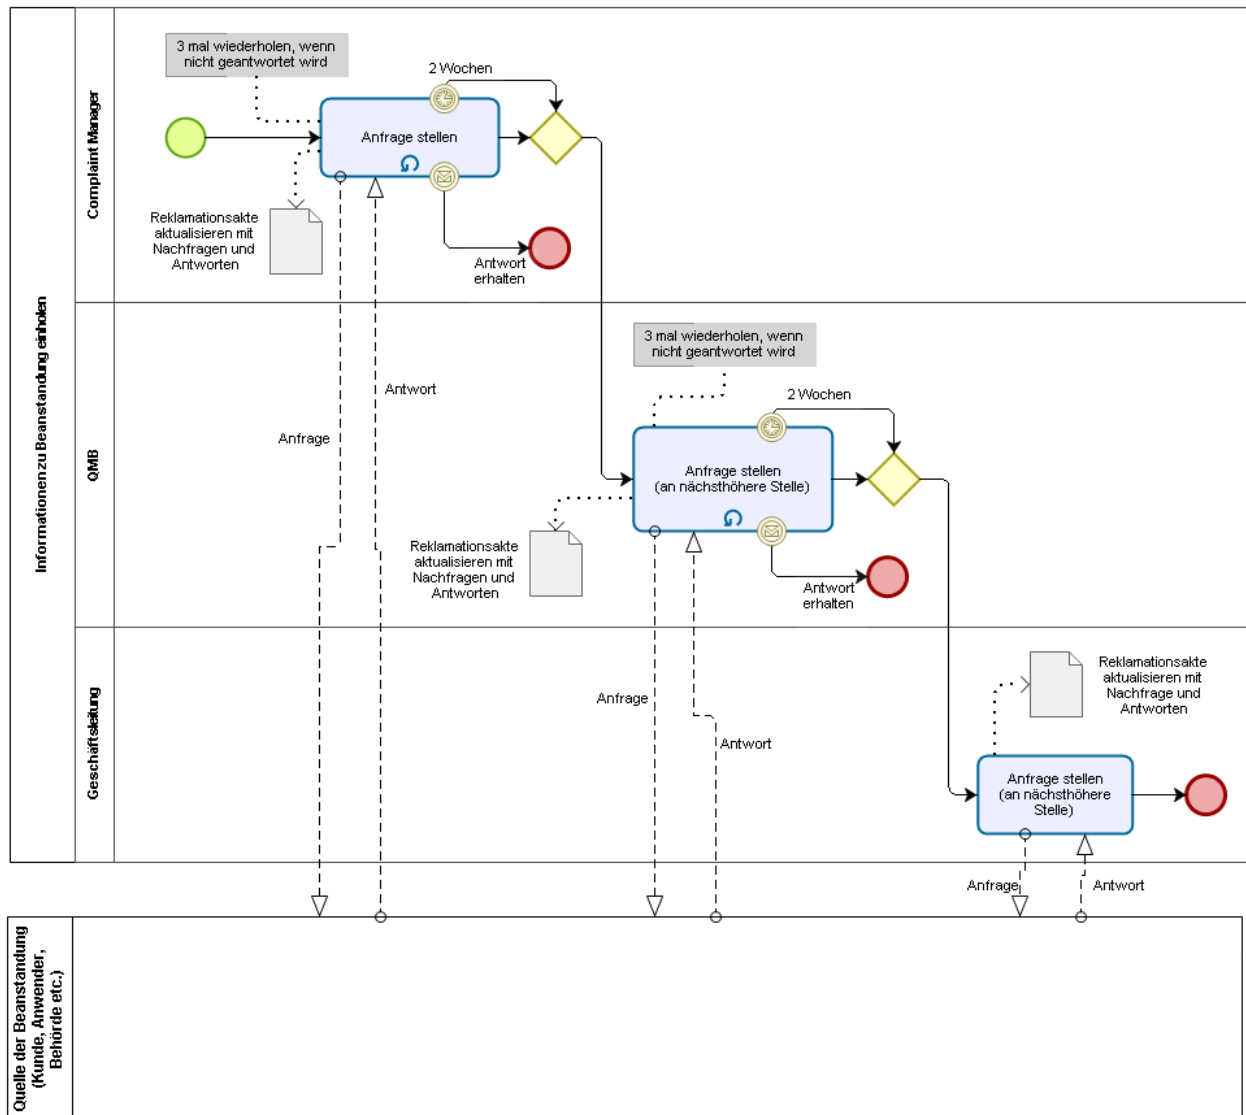 Informationen zu Beanstandung einholen
Complaint Manager
3 mal wiederholen, wenn
nicht geantwortet wird
2 Wochen
Anfrage stellen
Reklamationsakte
aktualisieren mit
Nachfragen und
Antworten
Antwort
erhalten
QMB
3 mal wiederholen, wenn
nicht geantwortet wird
Antwort
2 Wochen
Anfrage
Anfrage stellen
(an nächsthöhere Stelle)
Reklamationsakte
aktualisieren mit
Nachfragen und
Antworten
Antwort
erhalten
Geschäftsleitung
Reklamationsakte
aktualisieren mit
Nachfrage und
Antworten
Anfrage
Antwort
Anfrage stellen
(an nächsthöhere
Stelle)
Anfrage
Antwort
Quelle der Beanstandung
(Kunde, Anwender,
Behörde etc.)